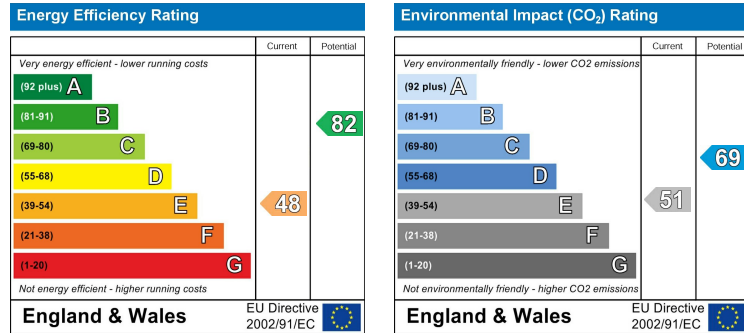 Energy Efficiency Rating
Current Potential
Very energy efficient - lower running costs
(92 plus) A
(81-91) B
82
(69-80) C
(55-68) D
(39-54) E
48
(21-38) F
(1-20) G
Not energy efficient - higher running costs
England & Wales
EU Directive
2002/91/EC
Environmental Impact (CO₂) Rating
Current Potential
Very environmentally friendly - lower CO2 emissions
(92 plus) A
(81-91) B
(69-80) C
69
(55-68) D
(39-54) E
51
(21-38) F
(1-20) G
Not environmentally friendly - higher CO2 emissions
England & Wales
EU Directive
2002/91/EC